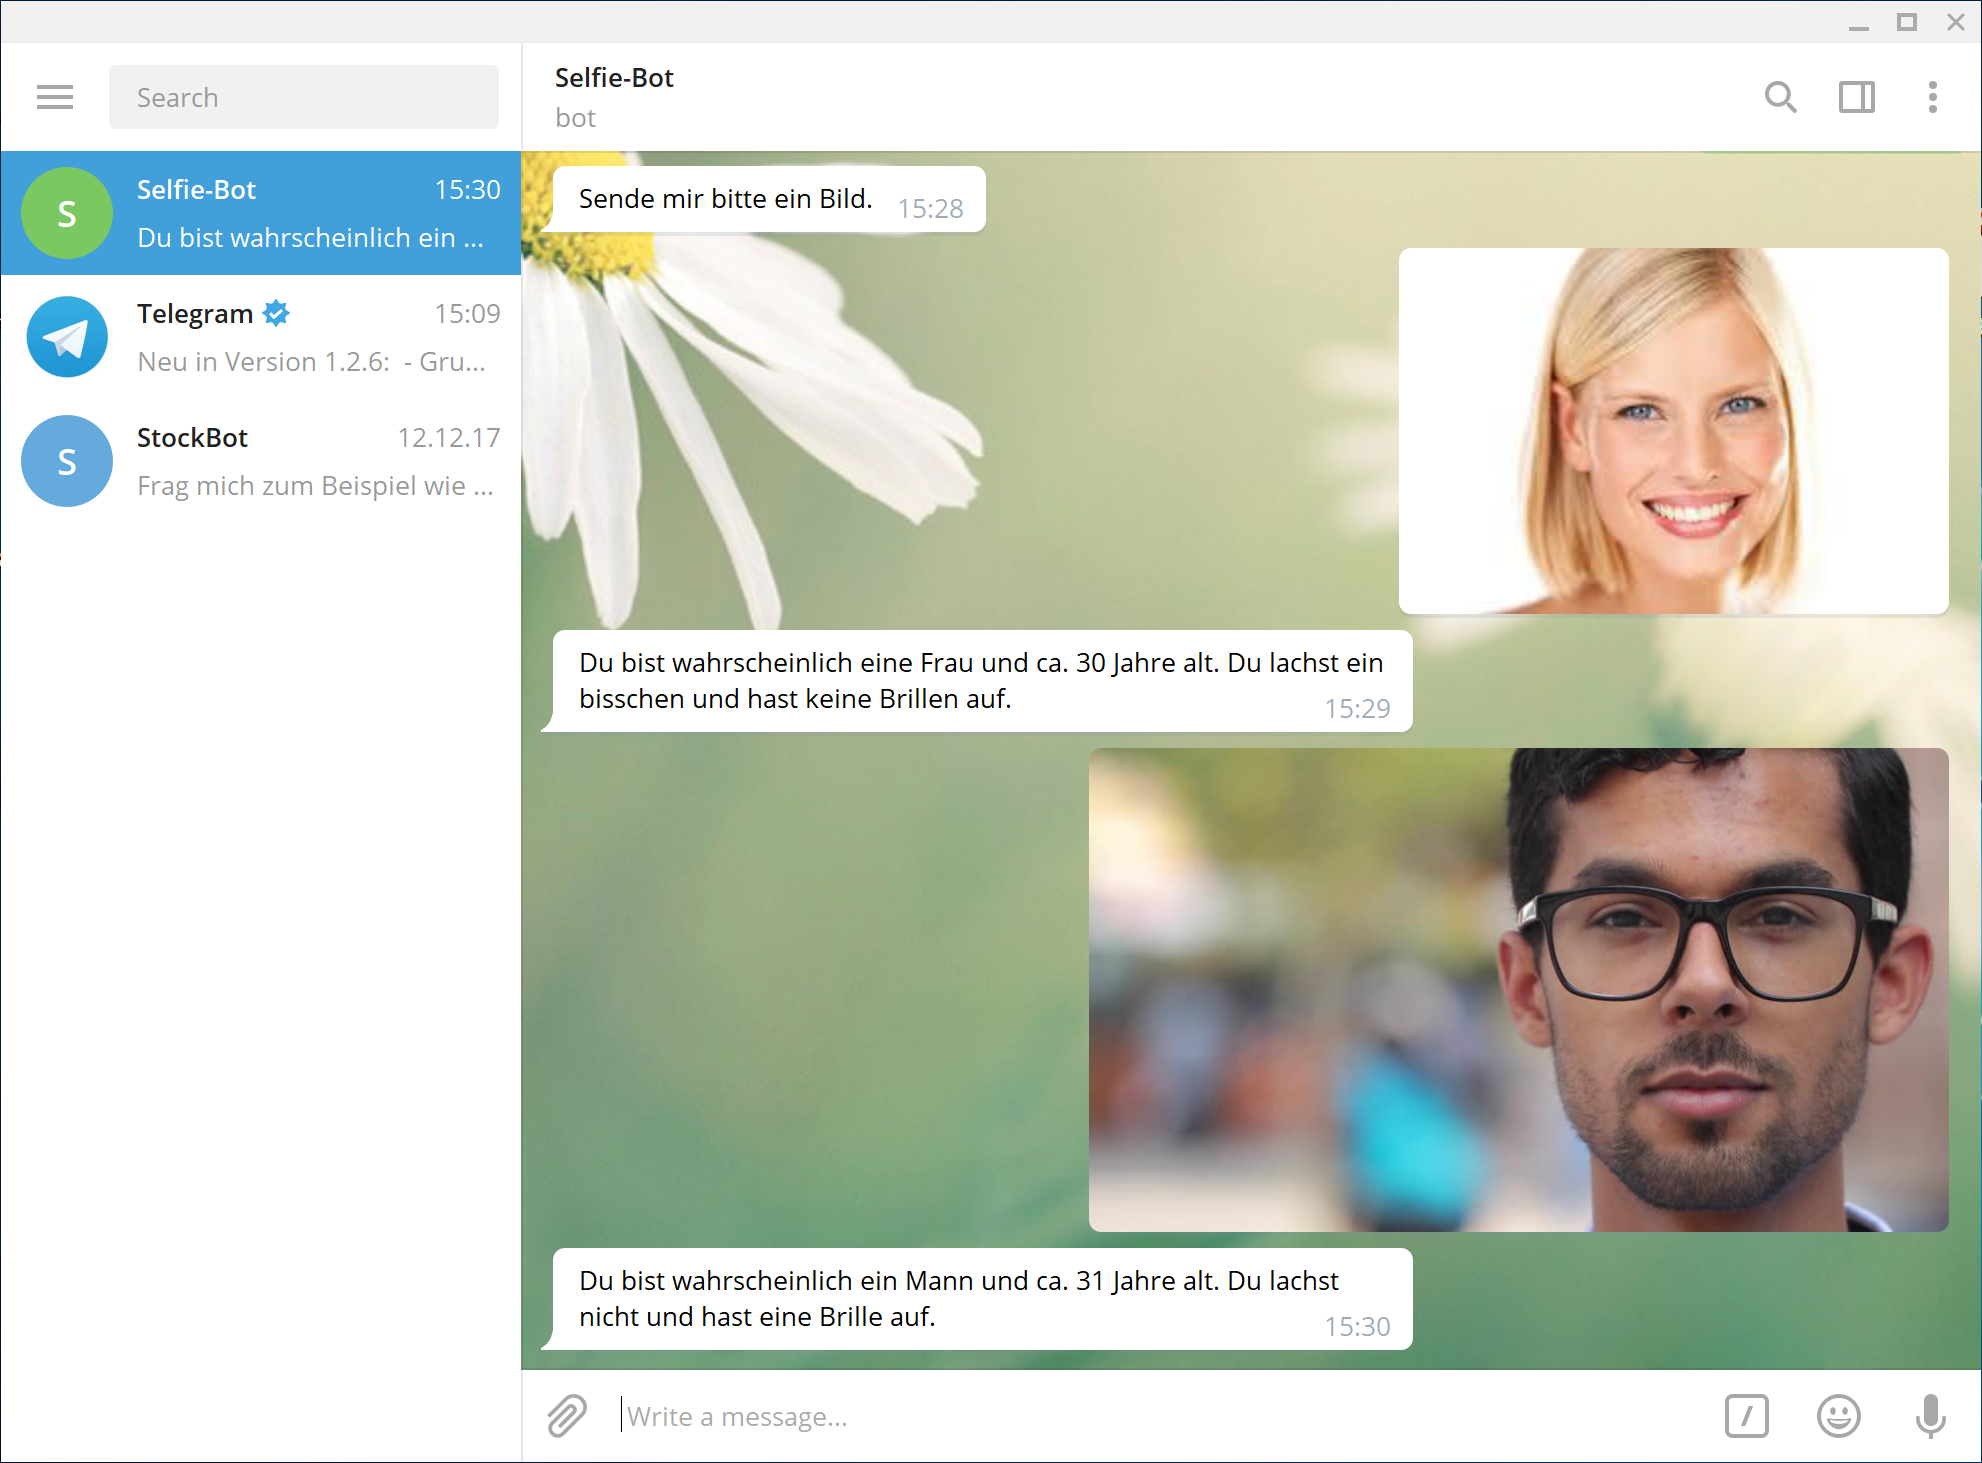 Search
S
Selfie-Bot 15:30
Du bist wahrscheinlich ein ...
Telegram 15:09
Neu in Version 1.2.6:  - Gru...
S
StockBot 12.12.17
Frag mich zum Beispiel wie ...
Selfie-Bot
bot
Sende mir bitte ein Bild. 15:28
Du bist wahrscheinlich eine Frau und ca. 30 Jahre alt. Du lachst ein
bisschen und hast keine Brillen auf.
15:29
Du bist wahrscheinlich ein Mann und ca. 31 Jahre alt. Du lachst
nicht und hast eine Brille auf.
15:30
Write a message...
/